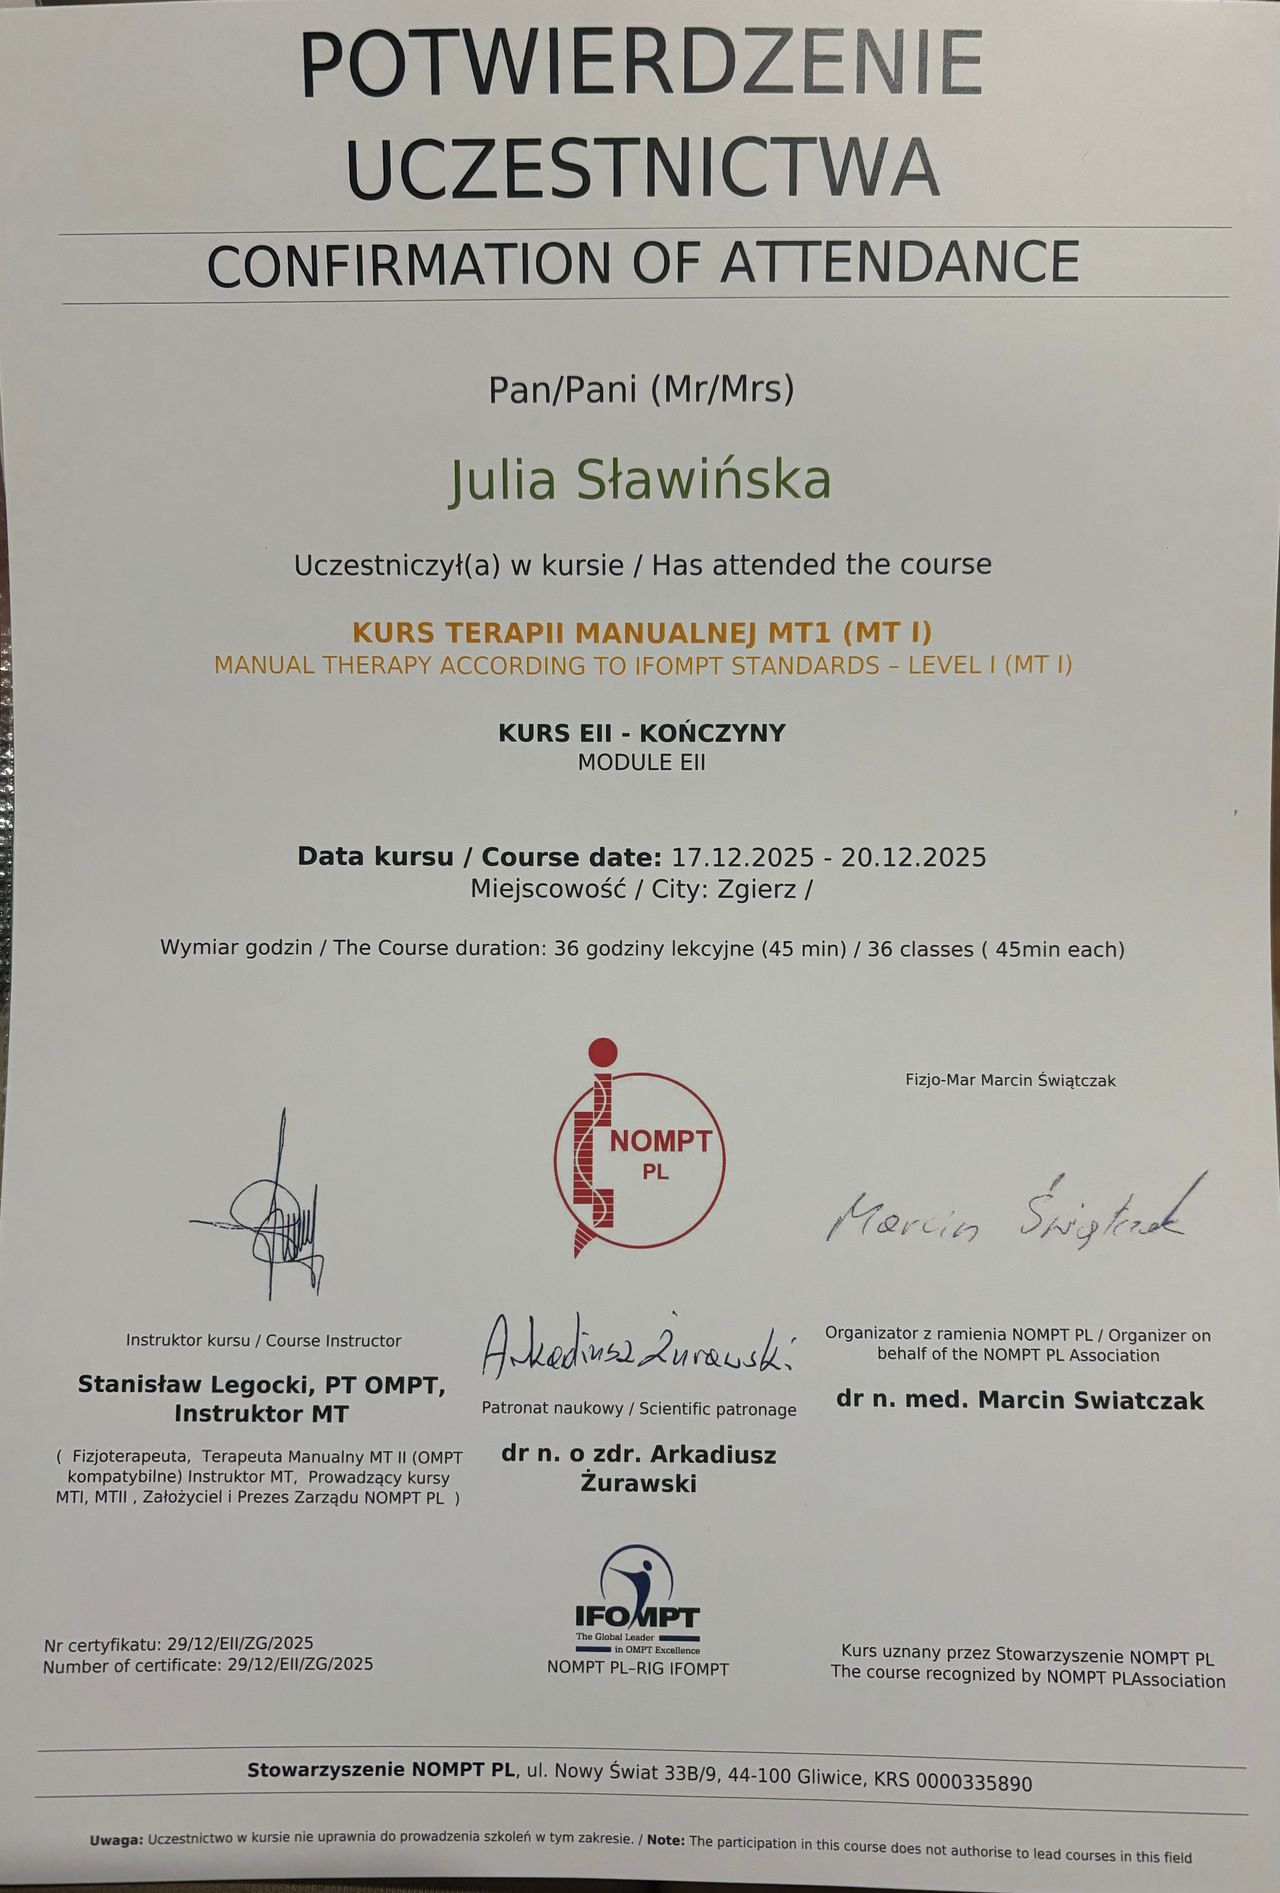 POTWIERDZENIE
UCZESTNICTWA
CONFIRMATION OF ATTENDANCE
Pan/Pani (Mr/Mrs)
Julia Sławińska
Uczestniczył(a) w kursie / Has attended the course
KURS TERAPII MANUALNEJ MT1 (MT I)
MANUAL THERAPY ACCORDING TO IFOMPT STANDARDS – LEVEL I (MT I)
KURS EII - KOŃCZYNY
MODULE EII
Data kursu / Course date: 17.12.2025 - 20.12.2025
Miejscowość / City: Zgierz /
Wymiar godzin / The Course duration: 36 godziny lekcyjne (45 min) / 36 classes ( 45min each)
NOMPT
PL
Fizjo-Mar Marcin Świątczak
Marcin Świątczak
Instruktor kursu / Course Instructor
Stanisław Legocki, PT OMPT,
Instruktor MT
( Fizjoterapeuta, Terapeuta Manualny MT II (OMPT
kompatybilne) Instruktor MT, Prowadzący kursy
MTI, MTII , Założyciel i Prezes Zarządu NOMPT PL )
Arkadiusz Żurawski
Patronat naukowy / Scientific patronage
dr n. o zdr. Arkadiusz
Żurawski
Organizator z ramienia NOMPT PL / Organizer on
behalf of the NOMPT PL Association
dr n. med. Marcin Swiatczak
IFOMPT
The Global Leader
in OMPT Excellence
NOMPT PL–RIG IFOMPT
Nr certyfikatu: 29/12/EII/ZG/2025
Number of certificate: 29/12/EII/ZG/2025
Kurs uznany przez Stowarzyszenie NOMPT PL
The course recognized by NOMPT PLAssociation
Stowarzyszenie NOMPT PL, ul. Nowy Świat 33B/9, 44-100 Gliwice, KRS 0000335890
Uwaga: Uczestnictwo w kursie nie uprawnia do prowadzenia szkoleń w tym zakresie. / Note: The participation in this course does not authorise to lead courses in this field